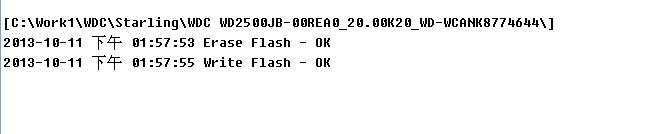 [C:\Work1\WDC\Starling\WDC WD2500JB-00REA0_20.00K20_WD-WCANK8774644\]
2013-10-11 下午 01:57:53 Erase Flash - OK
2013-10-11 下午 01:57:55 Write Flash - OK